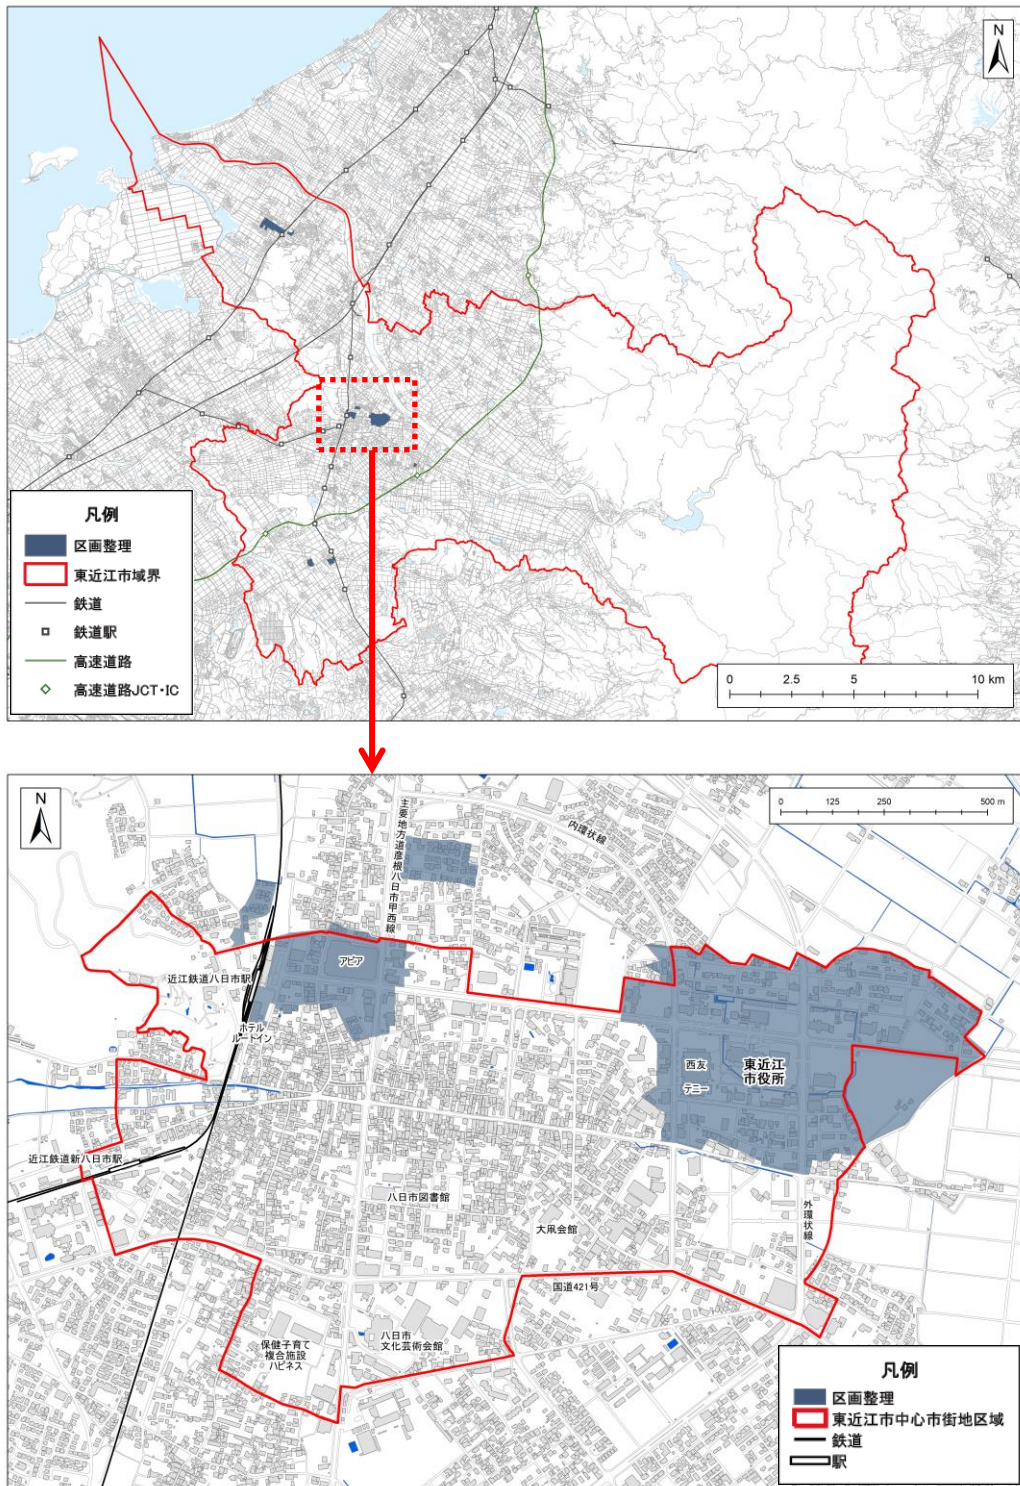 N
凡例
区画整理
東近江市域界
鉄道
鉄道駅
高速道路
高速道路JCT・IC
0 2.5 5 10 km
N
0 125 250 500 m
主要地方道彦根八日市甲西線
内環状線
アピア
近江鉄道八日市駅
ホテル
ルートイン
西友
テニー
東近江
市役所
近江鉄道新八日市駅
八日市図書館
大凧会館
外環状線
国道421号
八日市
文化芸術会館
保健子育て
複合施設
ハピネス
凡例
区画整理
東近江市中心市街地区域
鉄道
駅